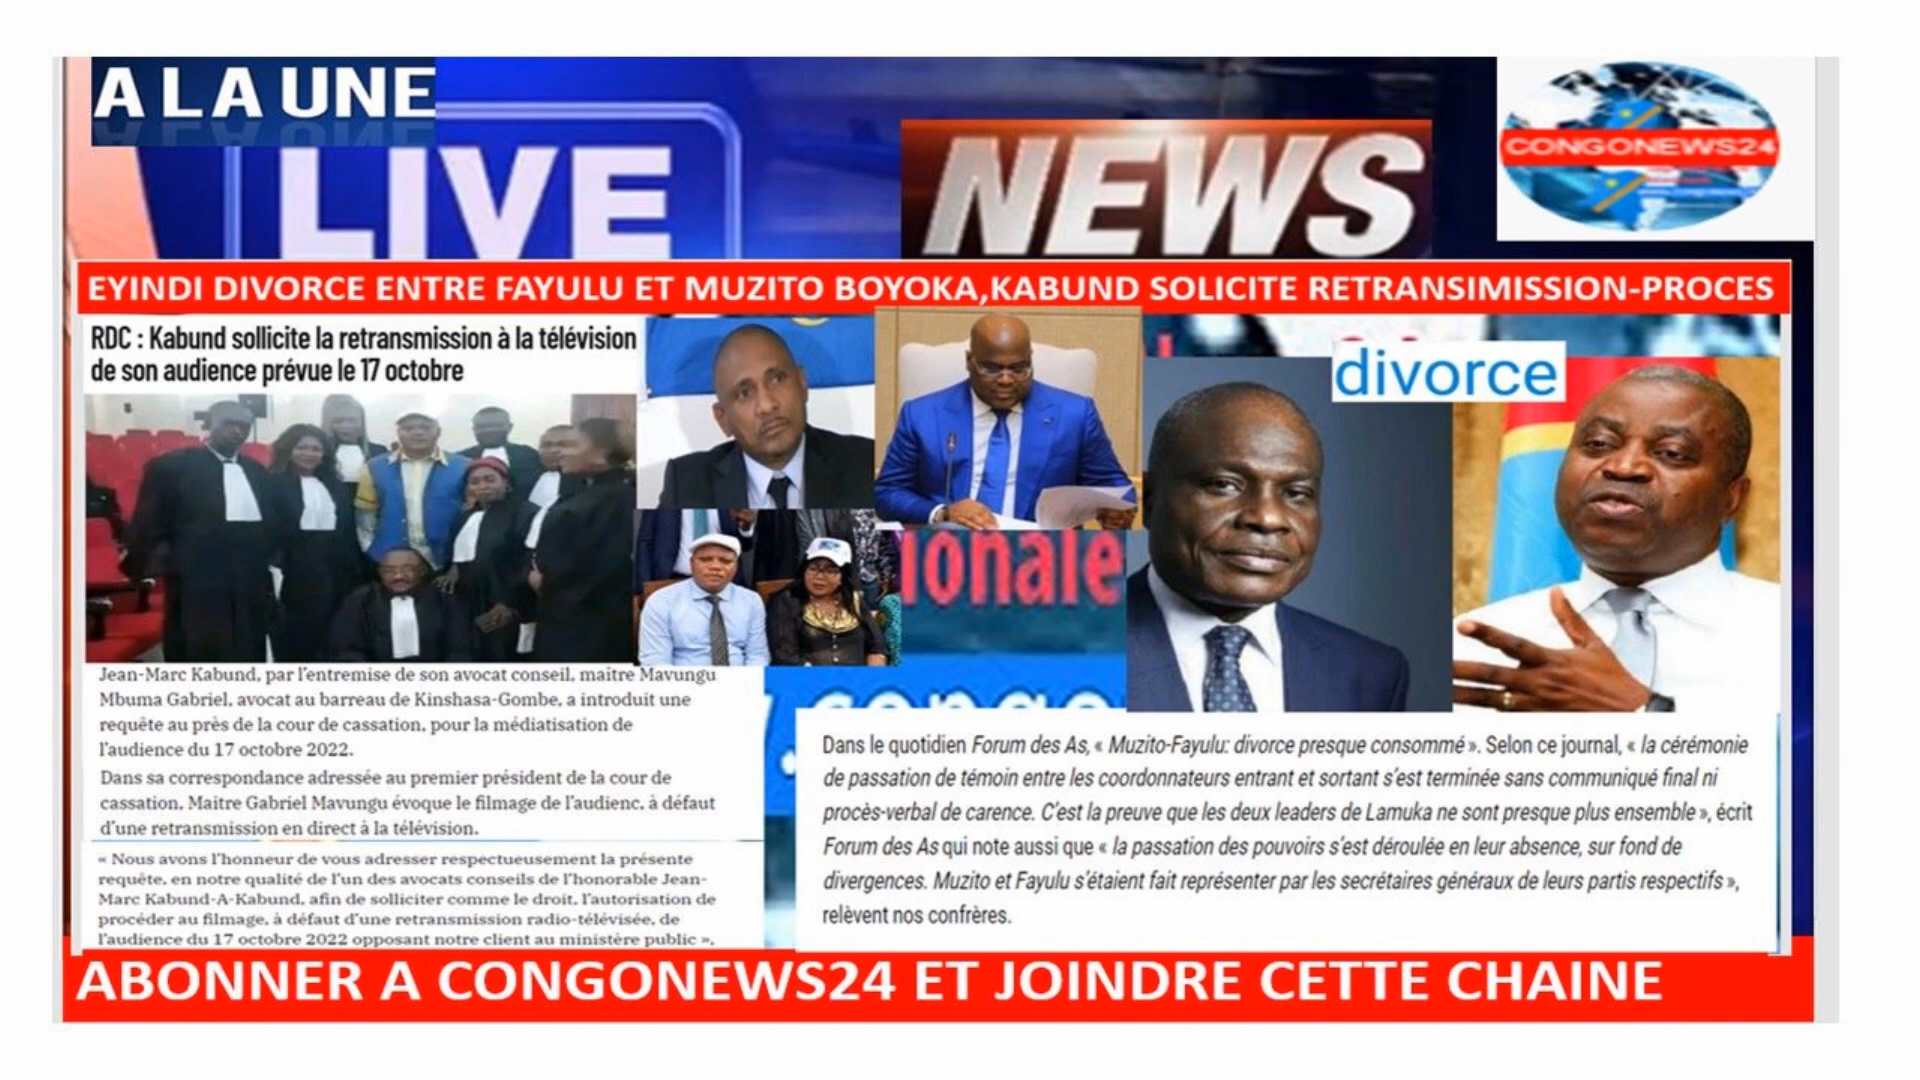 A LA UNE
LIVE
NEWS
CONGONEWS24
EYINDI DIVORCE ENTRE FAYULU ET MUZITO BOYOKA,KABUND SOLICITE RETRANSIMISSION-PROCES
RDC : Kabund sollicite la retransmission à la télévision
de son audience prévue le 17 octobre
divorce
ionale
Jean-Marc Kabund, par l'entremise de son avocat conseil, maitre Mavungu
Mbuma Gabriel, avocat au barreau de Kinshasa-Gombe, a introduit une
requête au près de la cour de cassation, pour la médiatisation de
l'audience du 17 octobre 2022.
Dans sa correspondance adressée au premier président de la cour de
cassation, Maitre Gabriel Mavungu évoque le filmage de l'audienc, à défaut
d'une retransmission en direct à la télévision.
« Nous avons l'honneur de vous adresser respectueusement la présente
requête, en notre qualité de l'un des avocats conseils de l'honorable Jean-
Marc Kabund-A-Kabund, afin de solliciter comme le droit, l'autorisation de
procéder au filmage, à défaut d'une retransmission radio-télévisée, de
l'audience du 17 octobre 2022 opposant notre client au ministère public »,
Dans le quotidien Forum des As, « Muzito-Fayulu: divorce presque consommé ». Selon ce journal, « la cérémonie
de passation de témoin entre les coordonnateurs entrant et sortant s'est terminée sans communiqué final ni
procès-verbal de carence. C'est la preuve que les deux leaders de Lamuka ne sont presque plus ensemble », écrit
Forum des As qui note aussi que « la passation des pouvoirs s'est déroulée en leur absence, sur fond de
divergences. Muzito et Fayulu s'étaient fait représenter par les secrétaires généraux de leurs partis respectifs »,
relèvent nos confrères.
ABONNER A CONGONEWS24 ET JOINDRE CETTE CHAINE